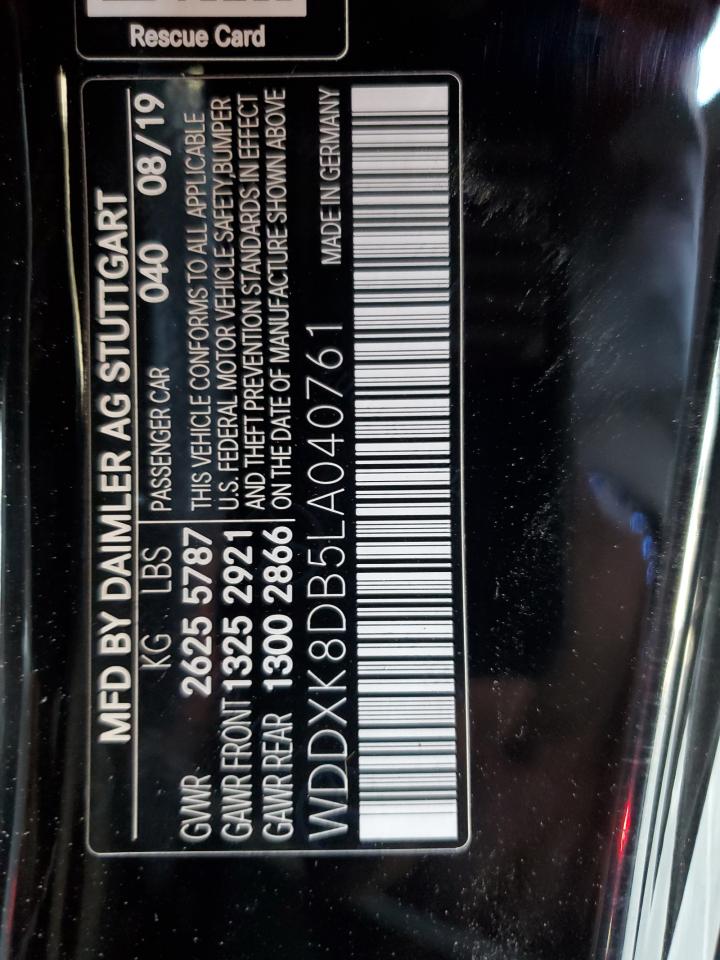 Rescue Card
MFD BY DAIMLER AG STUTTGART
KG LBS
GVWR 2625 5787
GAWR FRONT 1325 2921
GAWR REAR 1300 2866
PASSENGER CAR 040 08/19
THIS VEHICLE CONFORMS TO ALL APPLICABLE
U.S. FEDERAL MOTOR VEHICLE SAFETY,BUMPER
AND THEFT PREVENTION STANDARDS IN EFFECT
ON THE DATE OF MANUFACTURE SHOWN ABOVE
WDDXK8DB5LA040761 MADE IN GERMANY